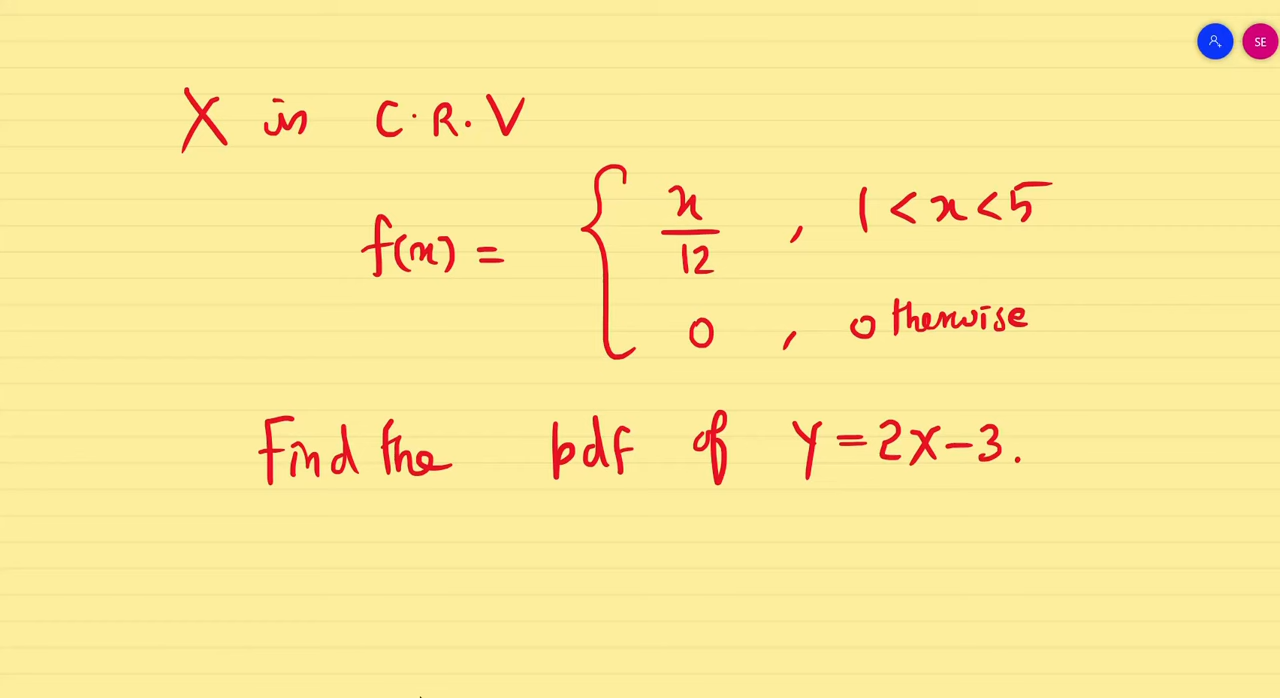 SE
X is C.R.V
f(x) = { x/12 , 1 < x < 5
0 , otherwise
Find the pdf of Y = 2X - 3.